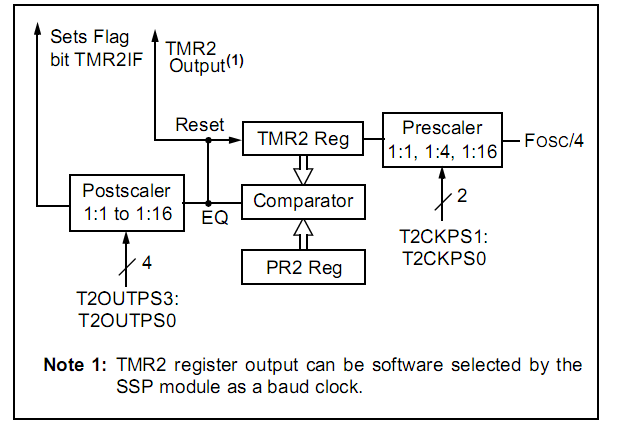 Sets Flag
bit TMR2IF
TMR2
Output(1)
Reset
TMR2 Reg
Prescaler
1:1, 1:4, 1:16
FOSC/4
Postscaler
1:1 to 1:16
EQ
Comparator
2
T2CKPS1:
T2CKPS0
4
PR2 Reg
T2OUTPS3:
T2OUTPS0
Note 1: TMR2 register output can be software selected by the
SSP module as a baud clock.